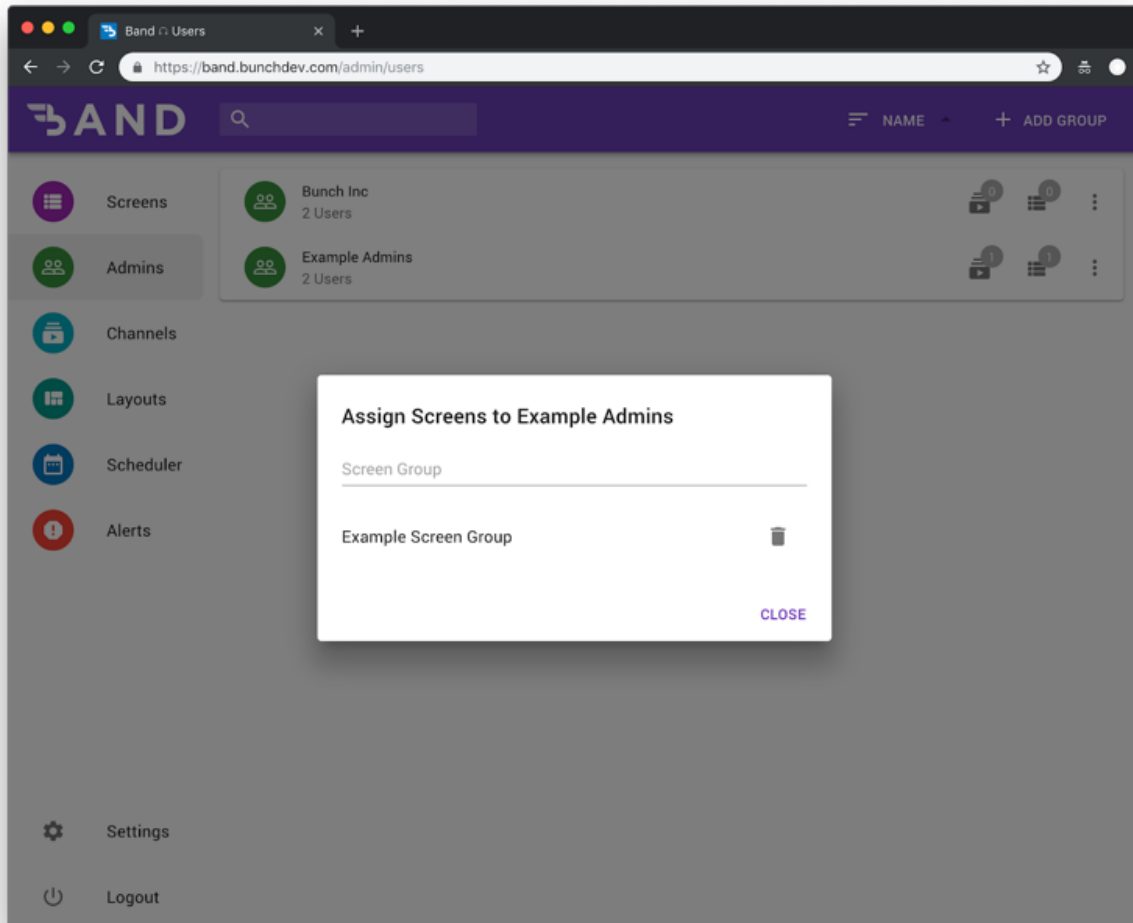 Band ∩ Users
https://band.bunchdev.com/admin/users
BAND
NAME
ADD GROUP
Screens
Admins
Channels
Layouts
Scheduler
Alerts
Settings
Logout
Bunch Inc
2 Users
0
0
Example Admins
2 Users
1
1
Assign Screens to Example Admins
Screen Group
Example Screen Group
CLOSE